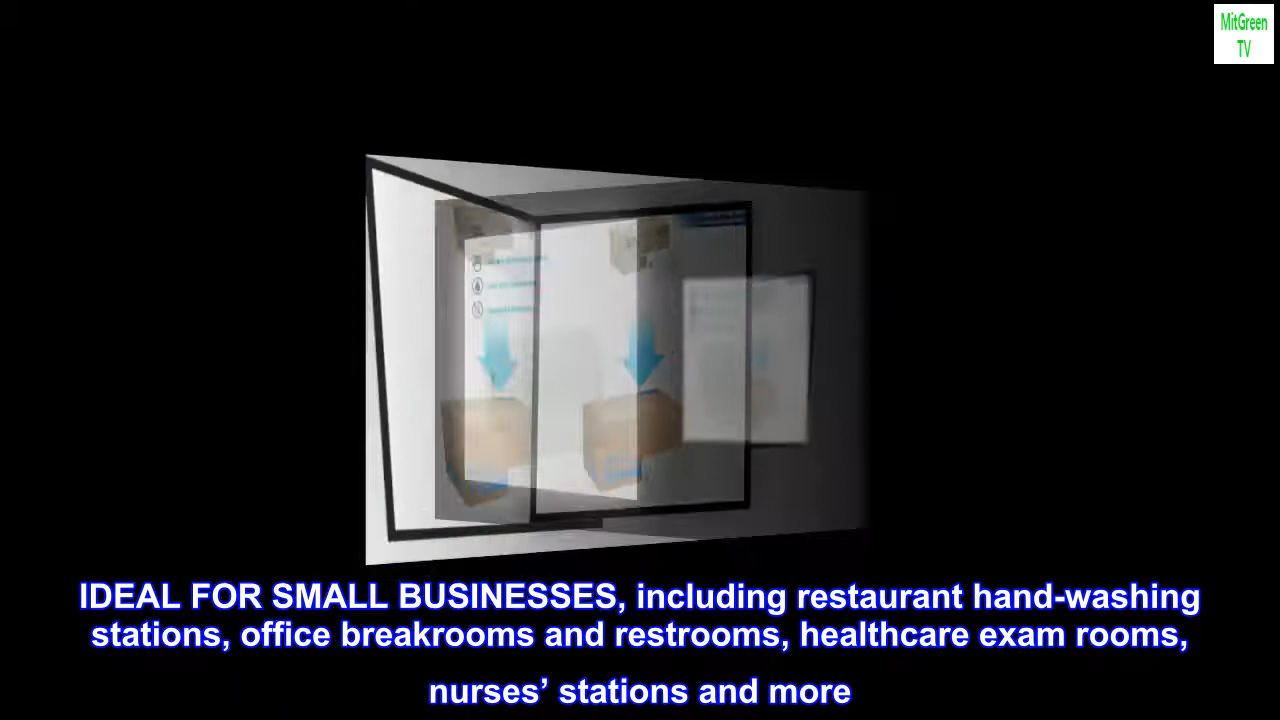 MitGreen
TV
IDEAL FOR SMALL BUSINESSES, including restaurant hand-washing
stations, office breakrooms and restrooms, healthcare exam rooms,
nurses’ stations and more